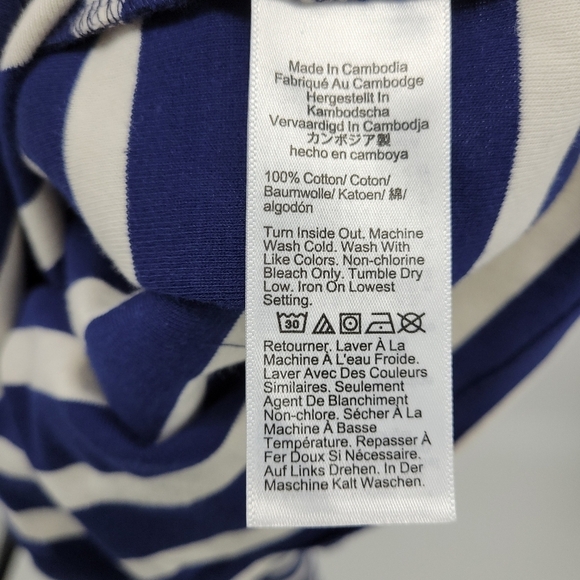 Made In Cambodia
Fabriqué Au Cambodge
Hergestellt In
Kambodscha
Vervaardigd In Cambodja
カンボジア製
hecho en camboya
100% Cotton/ Coton/
Baumwolle/ Katoen/ 綿/
algodón
Turn Inside Out. Machine
Wash Cold. Wash With
Like Colors. Non-chlorine
Bleach Only. Tumble Dry
Low. Iron On Lowest
Setting.
30
Retourner. Laver À La
Machine À L'eau Froide.
Laver Avec Des Couleurs
Similaires. Seulement
Agent De Blanchiment
Non-chlore. Sécher À La
Machine À Basse
Température. Repasser À
Fer Doux Si Nécessaire.
Auf Links Drehen. In Der
Maschine Kalt Waschen.